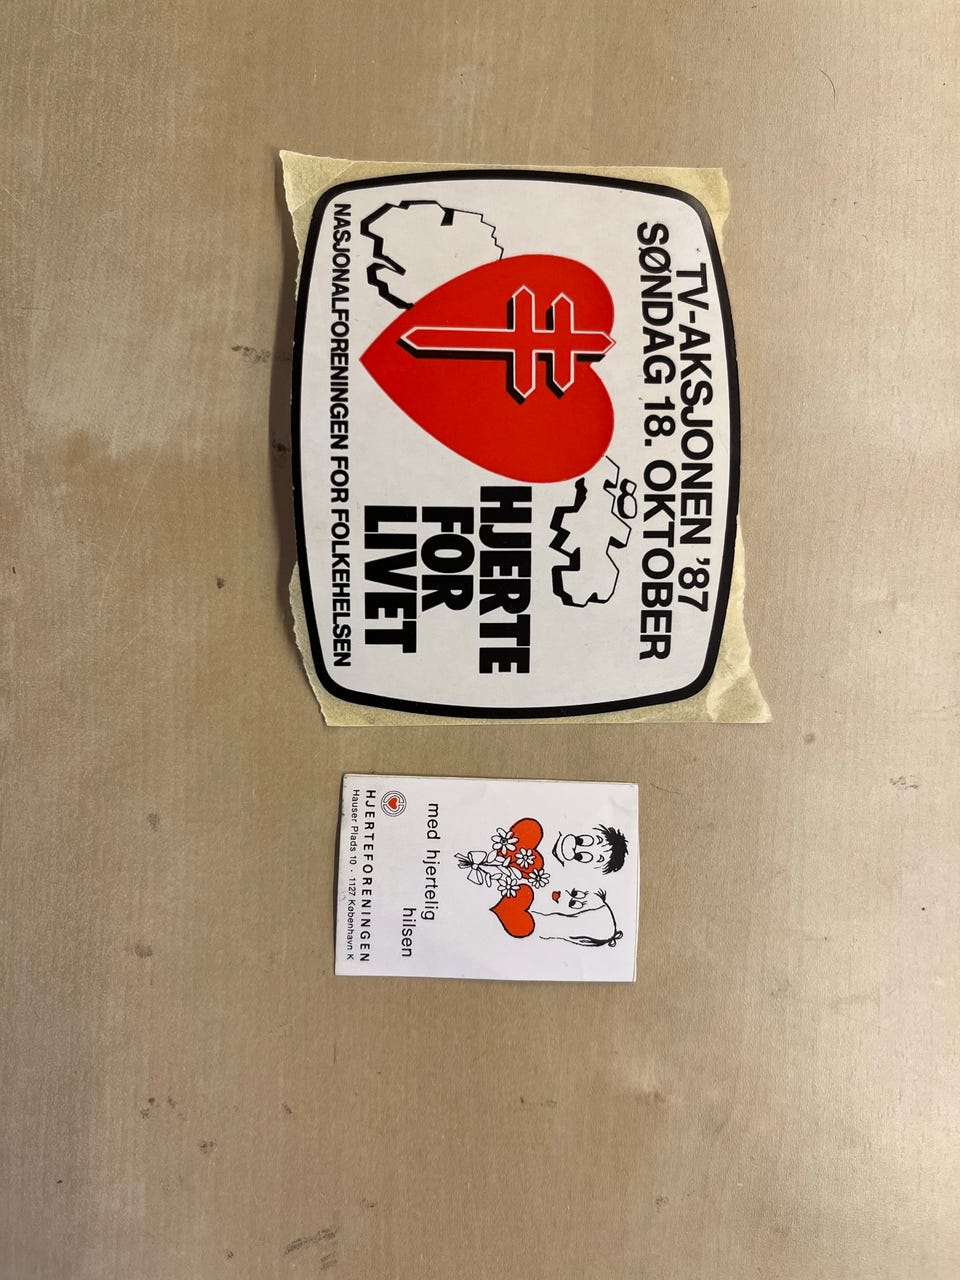 TV-AKSJONEN '87
SØNDAG 18. OKTOBER
HJERTE
FOR
LIVET
NASJONALFORENINGEN FOR FOLKEHELSEN
med hjertelig
hilsen
HJERTEFORENINGEN
Hauser Plads 10 · 1127 København K